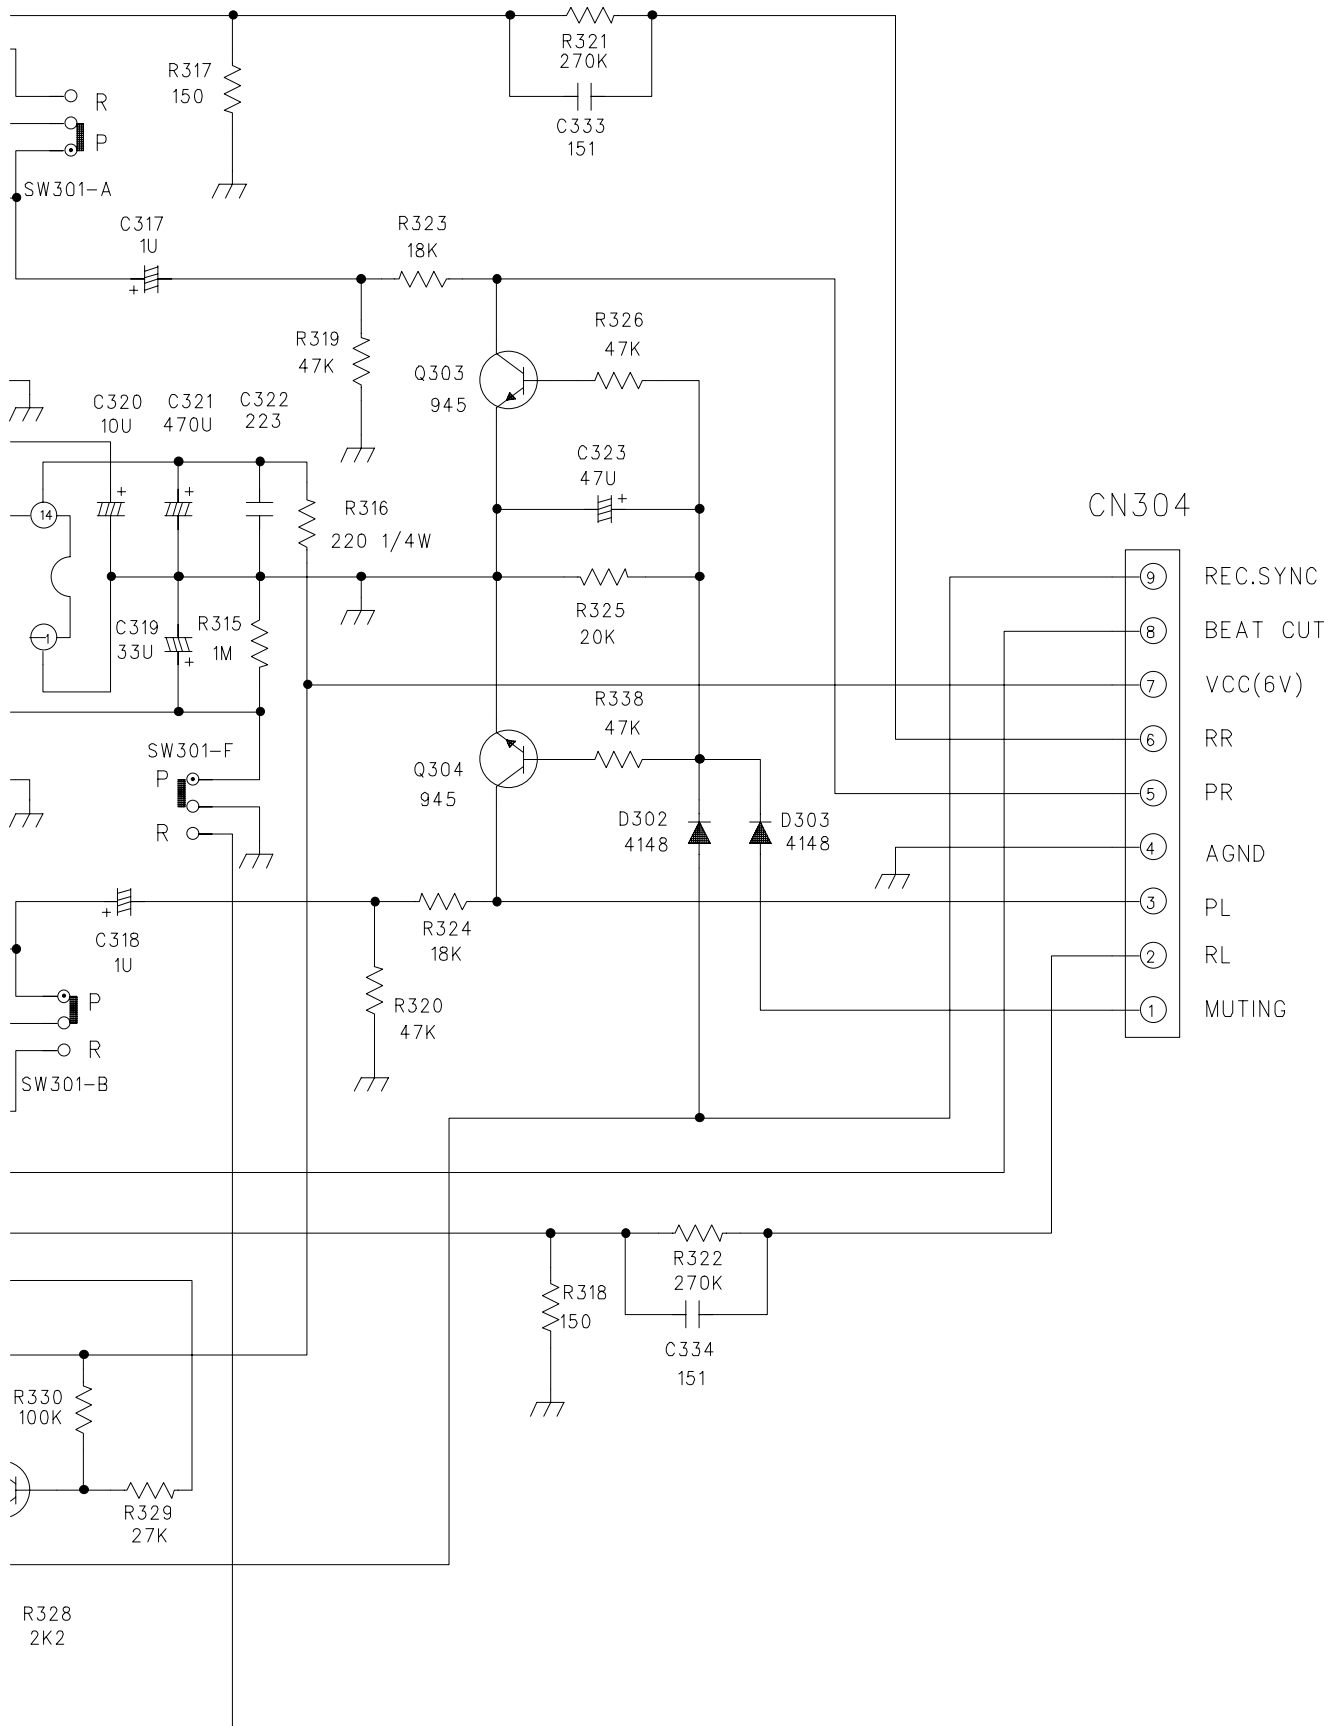 R321
270K
R317
150
R
C333
151
P
SW301-A
C317
1U
+
R323
18K
R326
47K
R319
47K
Q303
945
C320
10U
+
C321
470U
+
C322
223
C323
47U
+
R316
220 1/4W
14
CN304
9
REC.SYNC
R325
20K
C319
33U
+
R315
1M
1
8
BEAT CUT
7
VCC(6V)
R338
47K
6
RR
SW301-F
P
R
Q304
945
5
PR
D302
4148
D303
4148
4
AGND
3
PL
+
C318
1U
R324
18K
2
RL
P
R
SW301-B
R320
47K
1
MUTING
R322
270K
R318
150
C334
151
R330
100K
R329
27K
R328
2K2